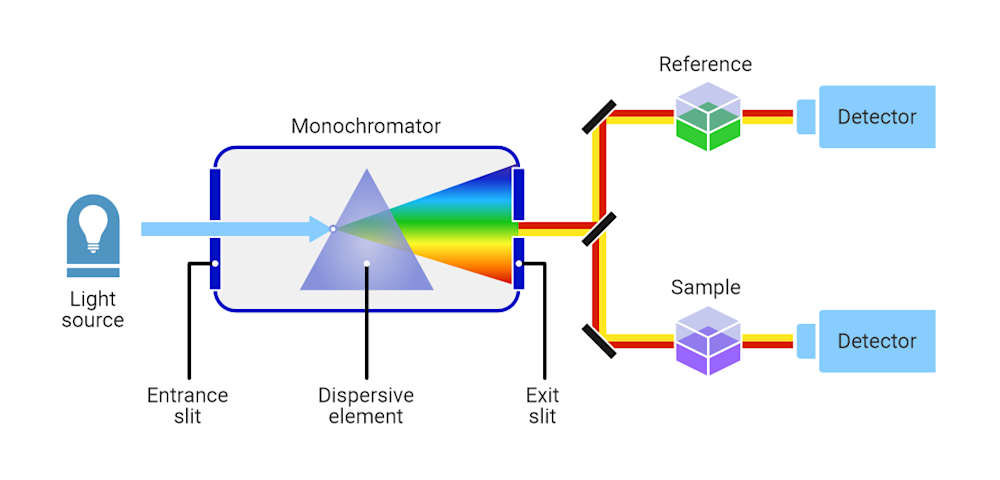 Reference
Detector
Monochromator
Light
source
Sample
Detector
Entrance
slit
Dispersive
element
Exit
slit